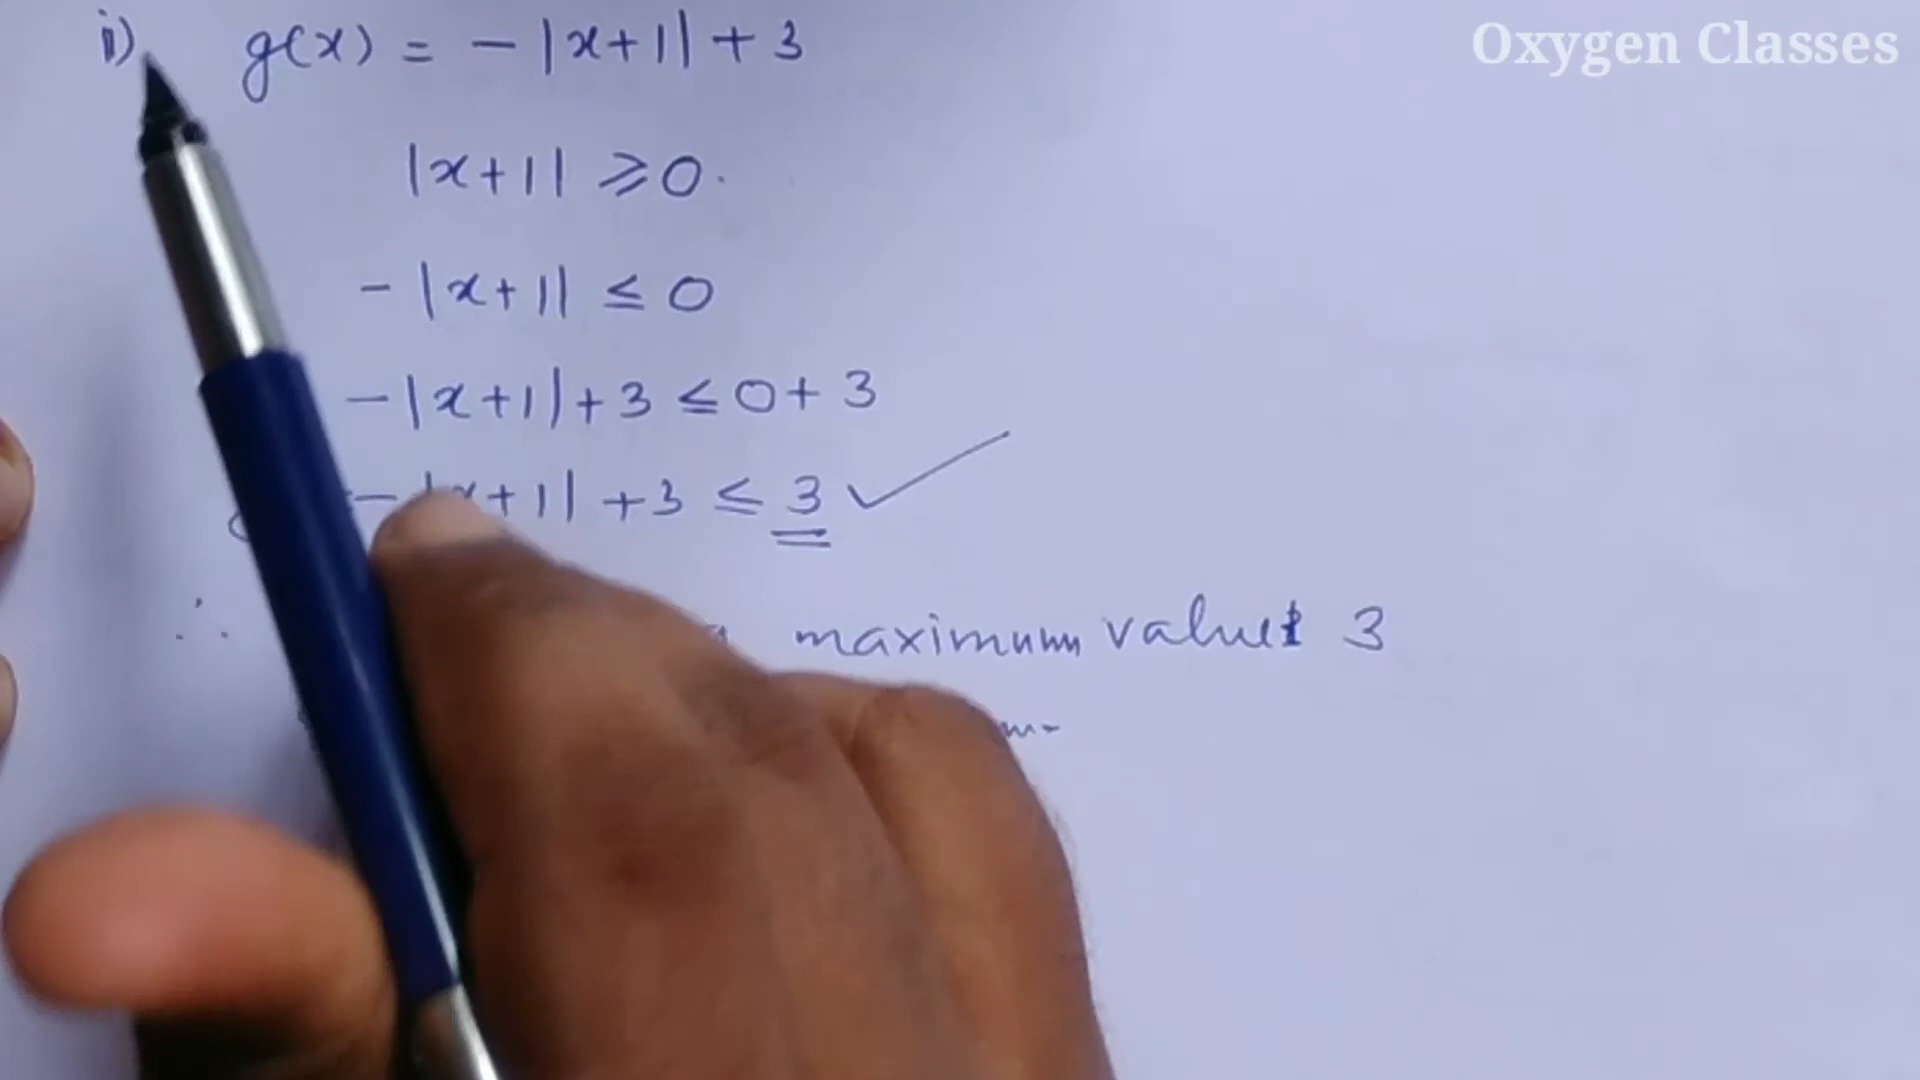 Oxygen Classes
ii) g(x) = - |x+1| + 3
|x+1| ≥ 0.
- |x+1| ≤ 0
- |x+1| + 3 ≤ 0 + 3
- |x+1| + 3 ≤ 3 ✓
∴ maximum value 3